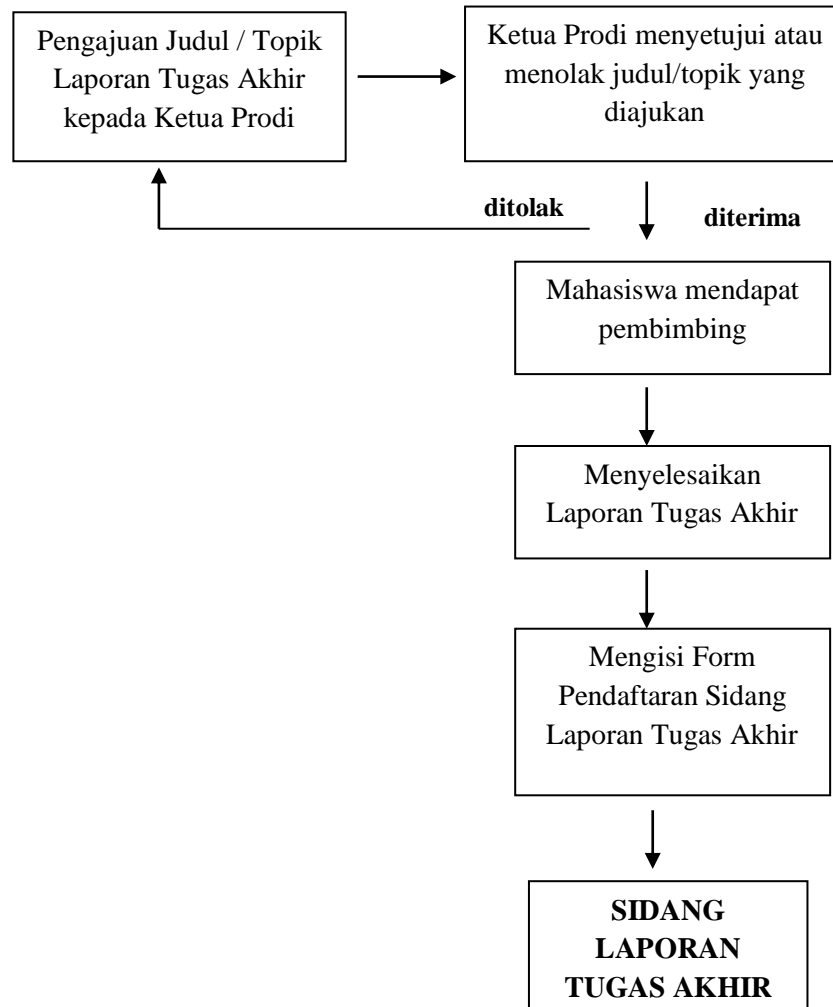 Pengajuan Judul / Topik
Laporan Tugas Akhir
kepada Ketua Prodi
Ketua Prodi menyetujui atau
menolak judul/topik yang
diajukan
ditolak
diterima
Mahasiswa mendapat
pembimbing
Menyelesaikan
Laporan Tugas Akhir
Mengisi Form
Pendaftaran Sidang
Laporan Tugas Akhir
SIDANG
LAPORAN
TUGAS AKHIR